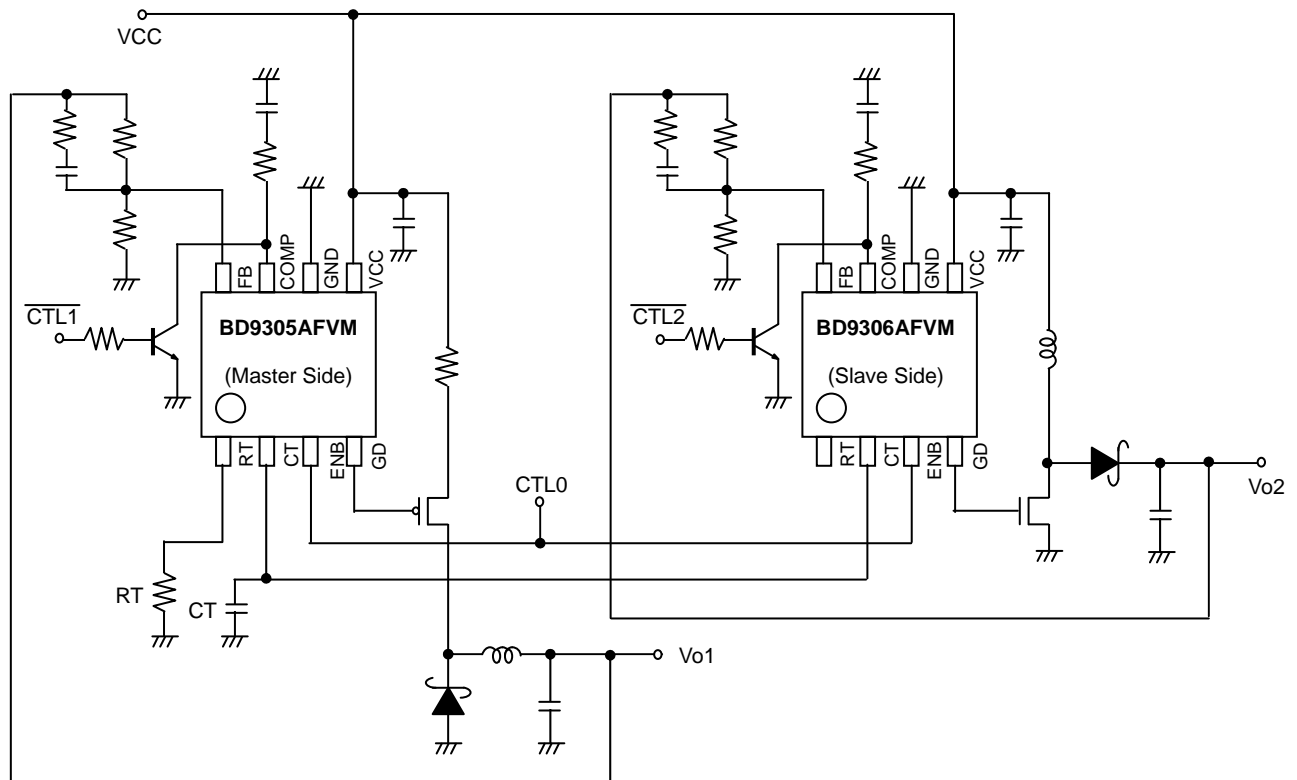 VCC
FB
COMP
GND
VCC
FB
COMP
GND
VCC
CTL1
BD9305AFVM
(Master Side)
CTL2
BD9306AFVM
(Slave Side)
RT
CT
ENB
GD
RT
CT
ENB
GD
CTL0
Vo2
RT
CT
Vo1